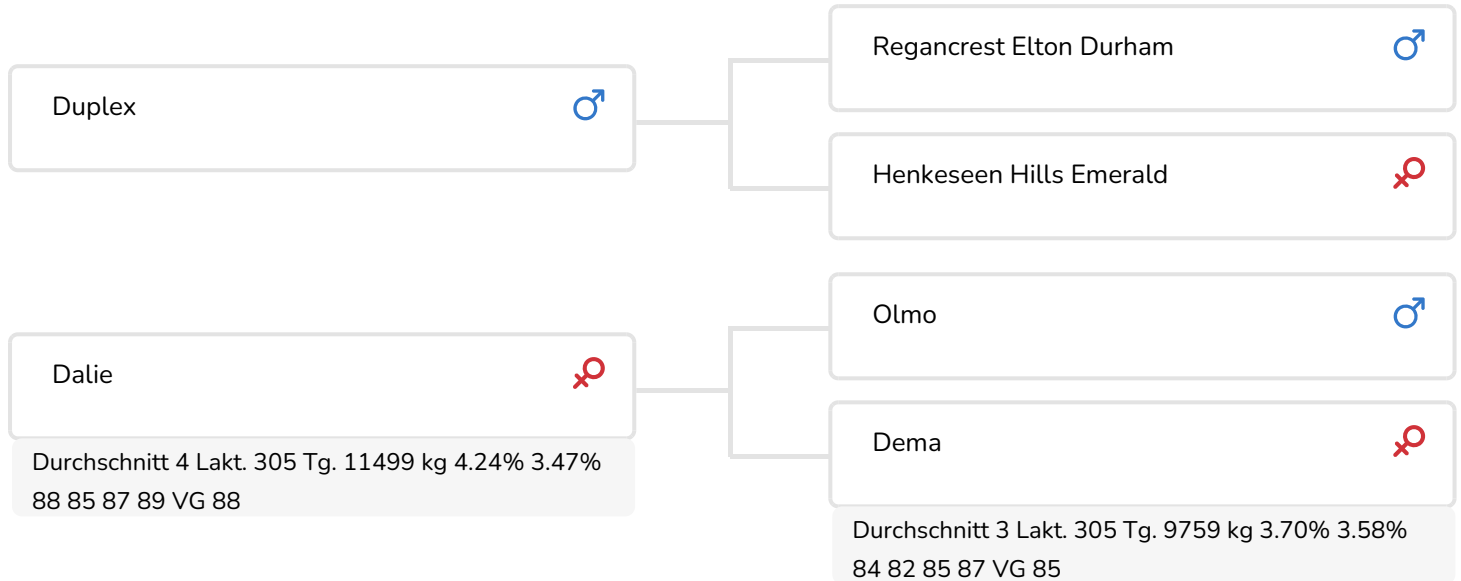 Duplex
Regancrest Elton Durham
Henkeseen Hills Emerald
Dalie
Durchschnitt 4 Lakt. 305 Tg. 11499 kg 4.24% 3.47%
88 85 87 89 VG 88
Olmo
Dema
Durchschnitt 3 Lakt. 305 Tg. 9759 kg 3.70% 3.58%
84 82 85 87 VG 85